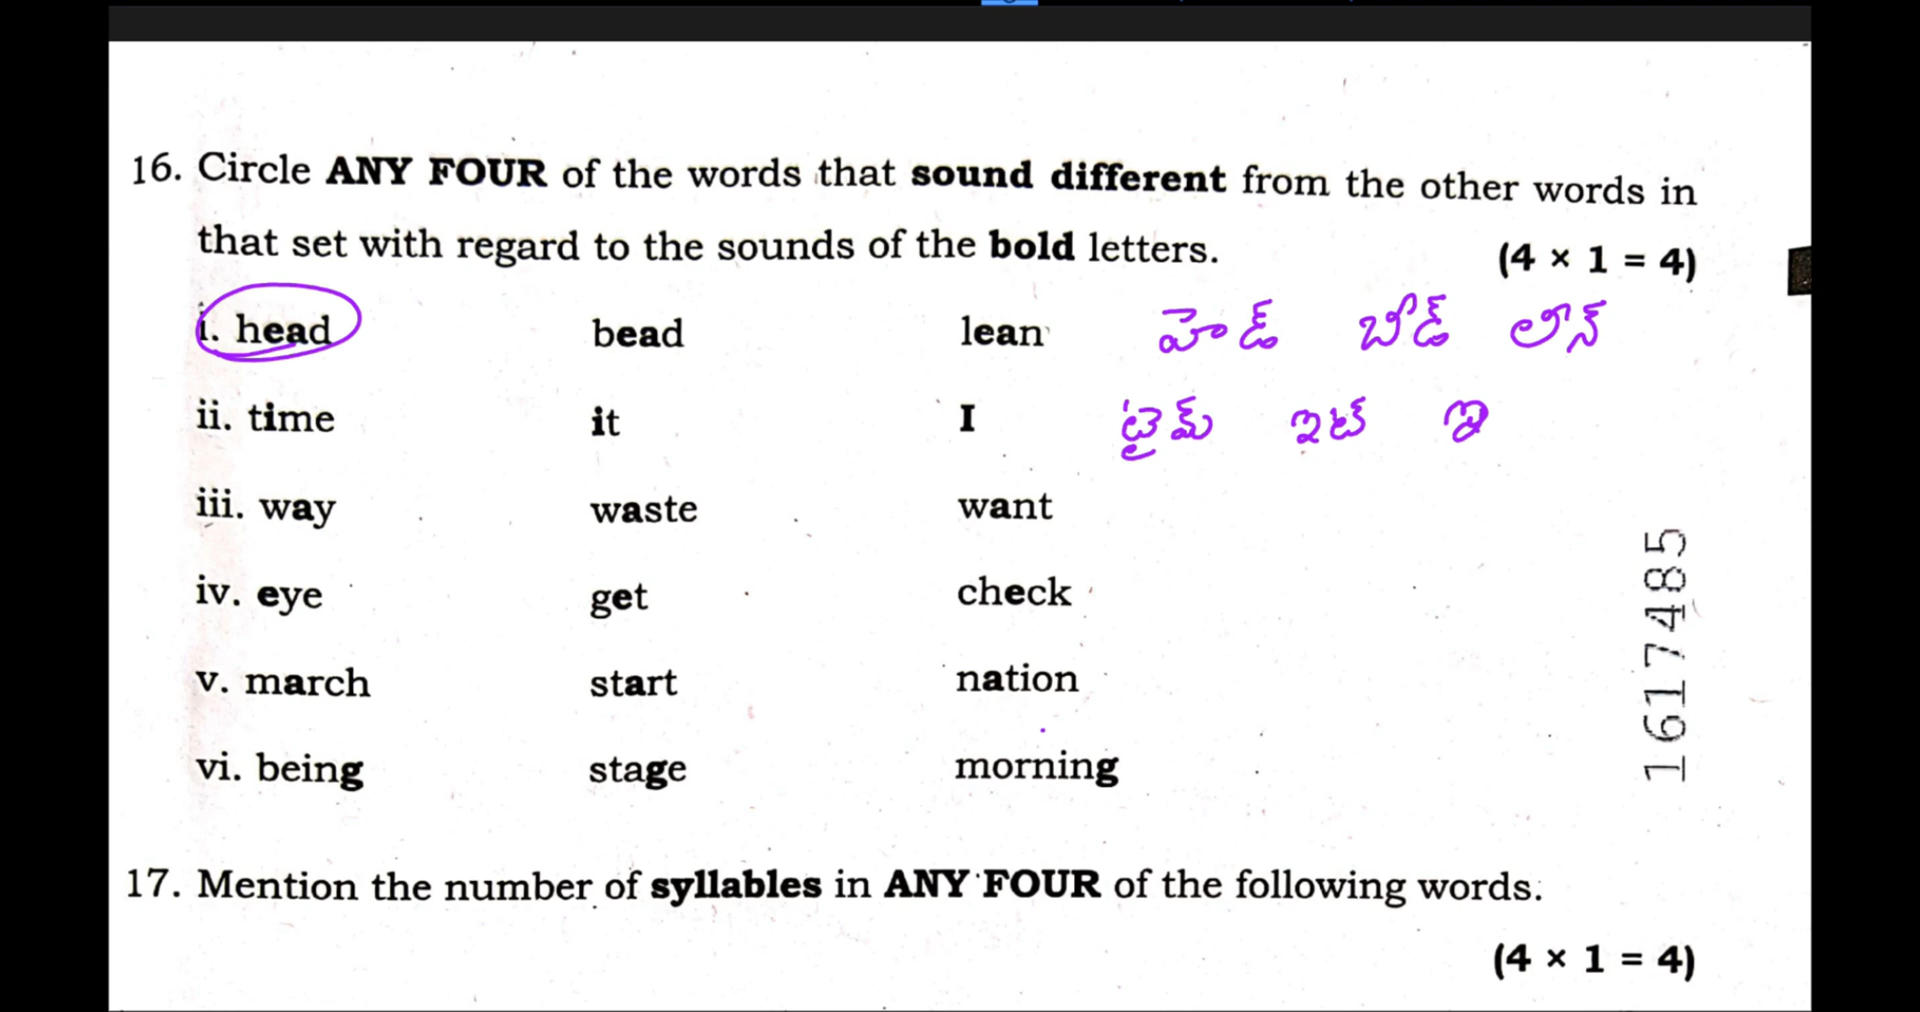 16. Circle ANY FOUR of the words that sound different from the other words in
that set with regard to the sounds of the bold letters. (4 × 1 = 4)
i. head bead lean హెడ్ బీడ్ లీన్
ii. time it I టైమ్ ఇట్ ఐ
iii. way waste want
iv. eye get check
v. march start nation
vi. being stage morning
16177485
17. Mention the number of syllables in ANY FOUR of the following words.
(4 × 1 = 4)